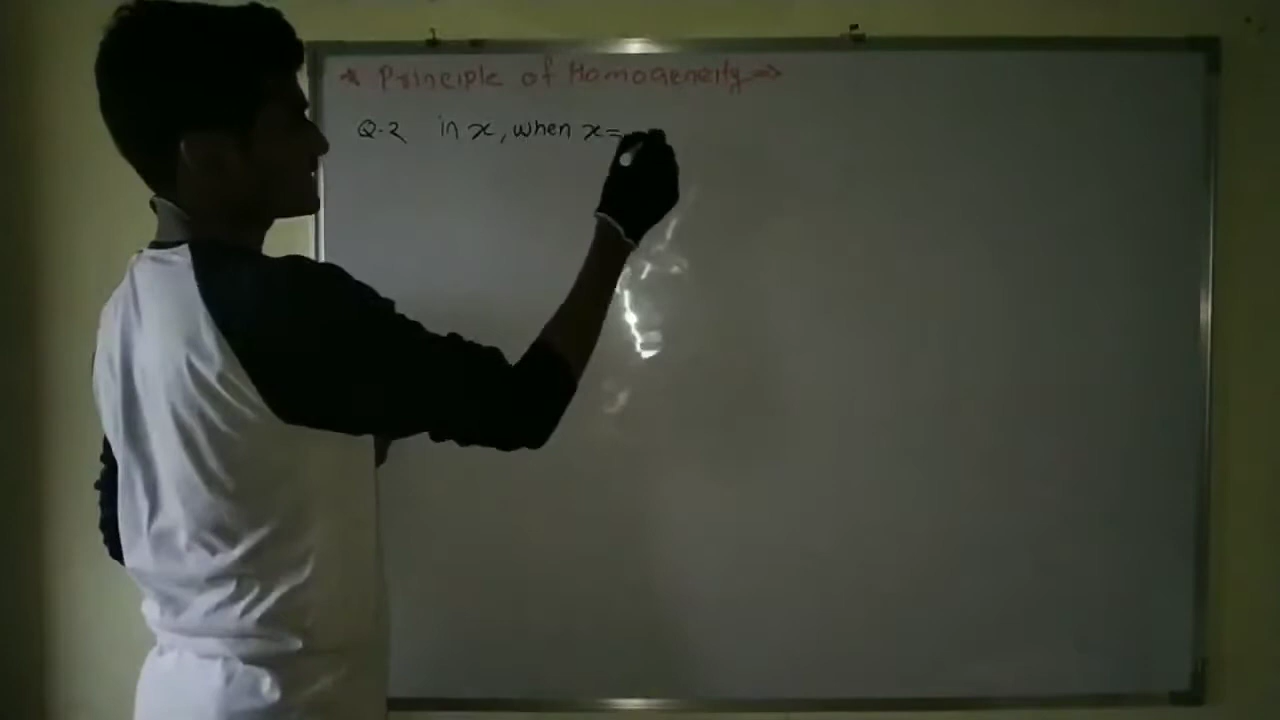 * Principle of Homogeneity ⇒
Q.2 in x, when x=